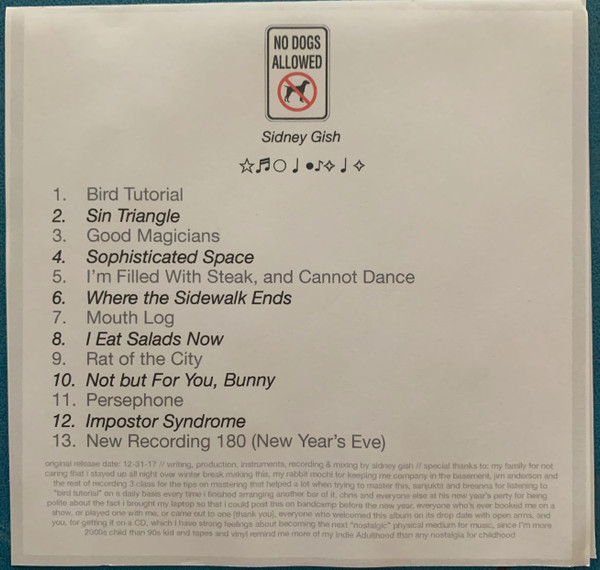 NO DOGS
ALLOWED
Sidney Gish
☆♬○♩●♪✧♩✧
1. Bird Tutorial
2. Sin Triangle
3. Good Magicians
4. Sophisticated Space
5. I'm Filled With Steak, and Cannot Dance
6. Where the Sidewalk Ends
7. Mouth Log
8. I Eat Salads Now
9. Rat of the City
10. Not but For You, Bunny
11. Persephone
12. Impostor Syndrome
13. New Recording 180 (New Year's Eve)
original release date: 12-31-17 // writing, production, instruments, recording & mixing by sidney gish // special thanks to: my family for not
caring that i stayed up all night over winter break making this, my rabbit mochi for keeping me company in the basement, jim anderson and
the rest of recording 3 class for the tips on mastering that helped a lot when trying to master this, sanjukta and breanna for listening to
"bird tutorial" on a daily basis every time i finished arranging another bar of it, chris and everyone else at his new year's party for being
polite about the fact i brought my laptop so that i could post this on bandcamp before the new year, everyone who's ever booked me on a
show, or played one with me, or came out to one [thank you], everyone who welcomed this album on its drop date with open arms, and
you, for getting it on a CD, which I have strong feelings about becoming the next "nostalgic" physical medium for music, since I'm more
2000s child than 90s kid and tapes and vinyl remind me more of my Indie Adulthood than any nostalgia for childhood